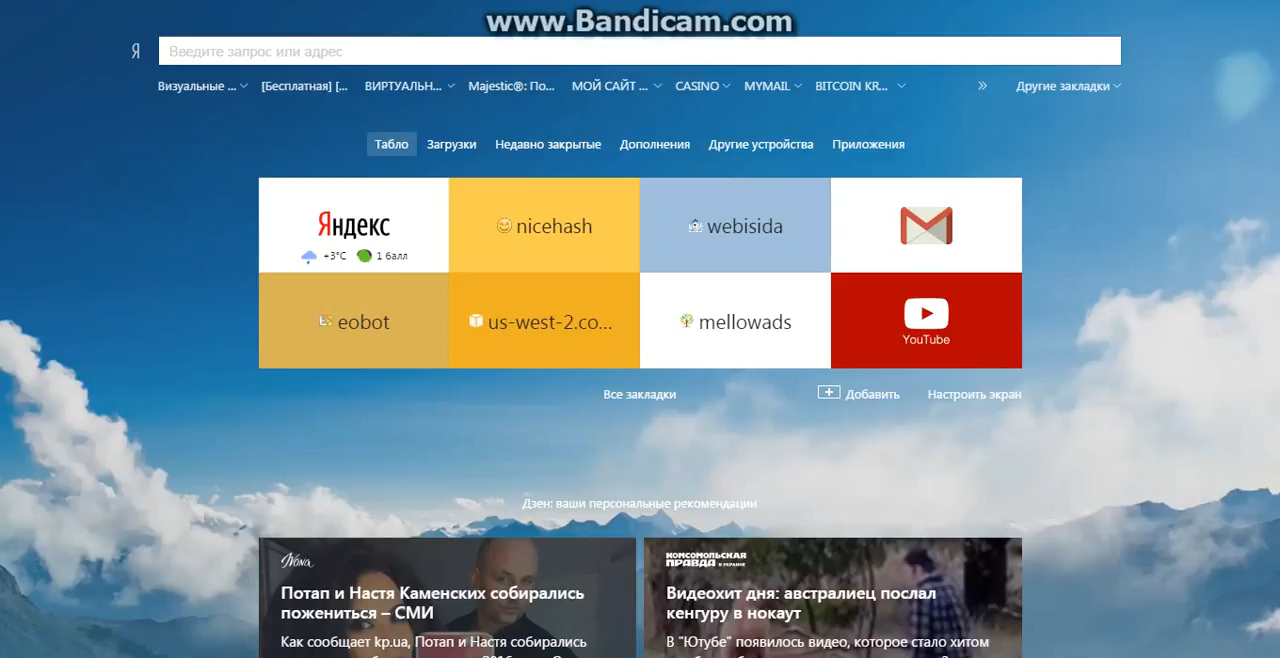 www.Bandicam.com
Я Введите запрос или адрес
Визуальные ... [Бесплатная] [... ВИРТУАЛЬН... Majestic®: По... МОЙ САЙТ ... CASINO MYMAIL BITCOIN KR... » Другие закладки
Табло Загрузки Недавно закрытые Дополнения Другие устройства Приложения
Яндекс nicehash webisida
+3°C 1 балл
eobot us-west-2.co... mellowads YouTube
Все закладки Добавить Настроить экран
Дзен: ваши персональные рекомендации
КОМСОМОЛЬСКАЯ
ПРАВДА В УКРАИНЕ
Потап и Настя Каменских собирались
пожениться – СМИ
Как сообщает kp.ua, Потап и Настя собирались
Видеохит дня: австралиец послал
кенгуру в нокаут
В "Ютубе" появилось видео, которое стало хитом